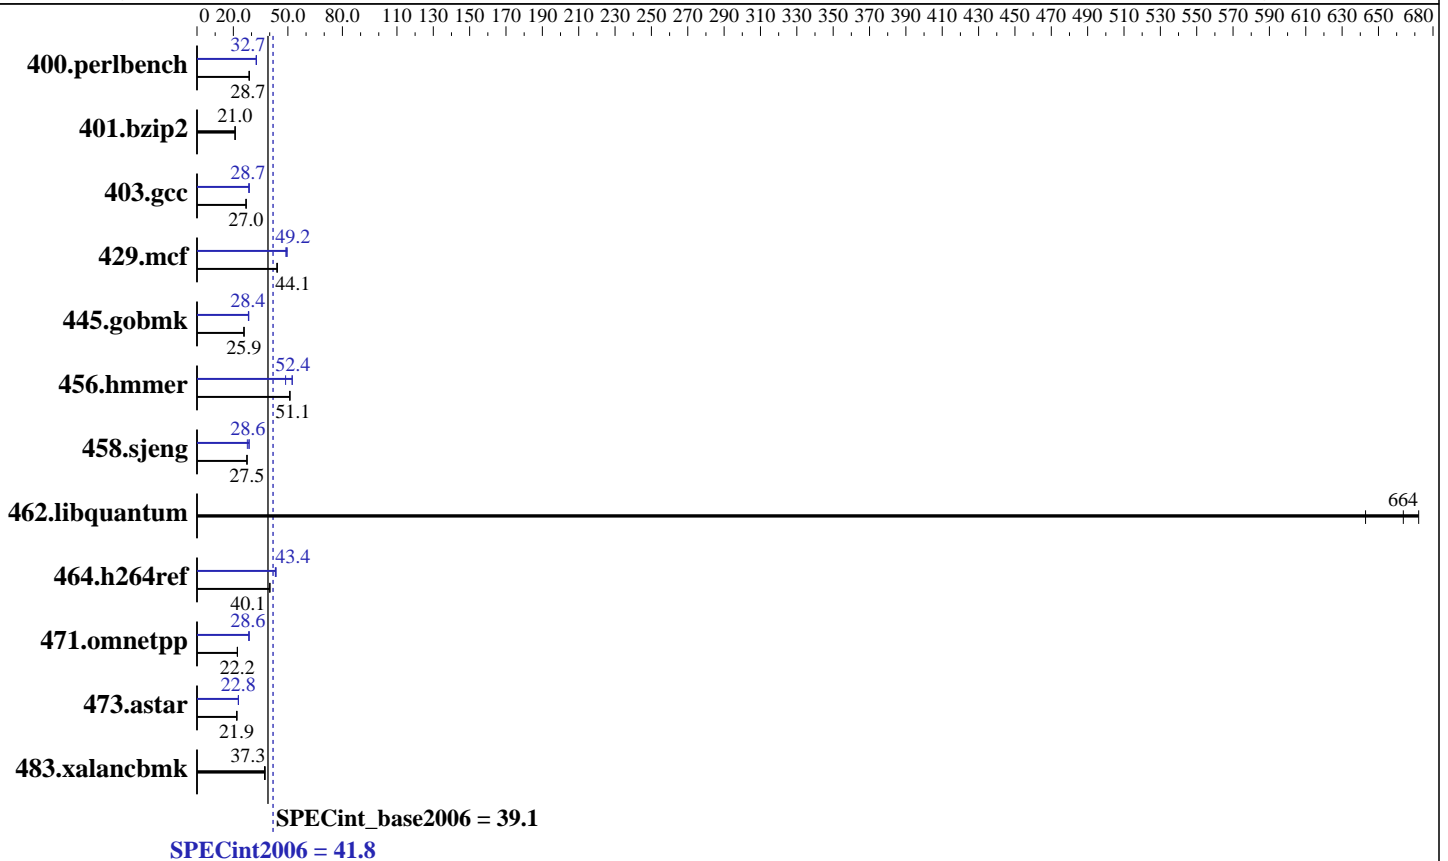 0 20.0 50.0 80.0 110 130 150 170 190 210 230 250 270 290 310 330 350 370 390 410 430 450 470 490 510 530 550 570 590 610 630 650 680
32.7
400.perlbench
28.7
21.0
401.bzip2
28.7
403.gcc
27.0
49.2
429.mcf
44.1
28.4
445.gobmk
25.9
52.4
456.hmmer
51.1
28.6
458.sjeng
27.5
664
462.libquantum
43.4
464.h264ref
40.1
28.6
471.omnetpp
22.2
22.8
473.astar
21.9
37.3
483.xalancbmk
SPECint_base2006 = 39.1
SPECint2006 = 41.8